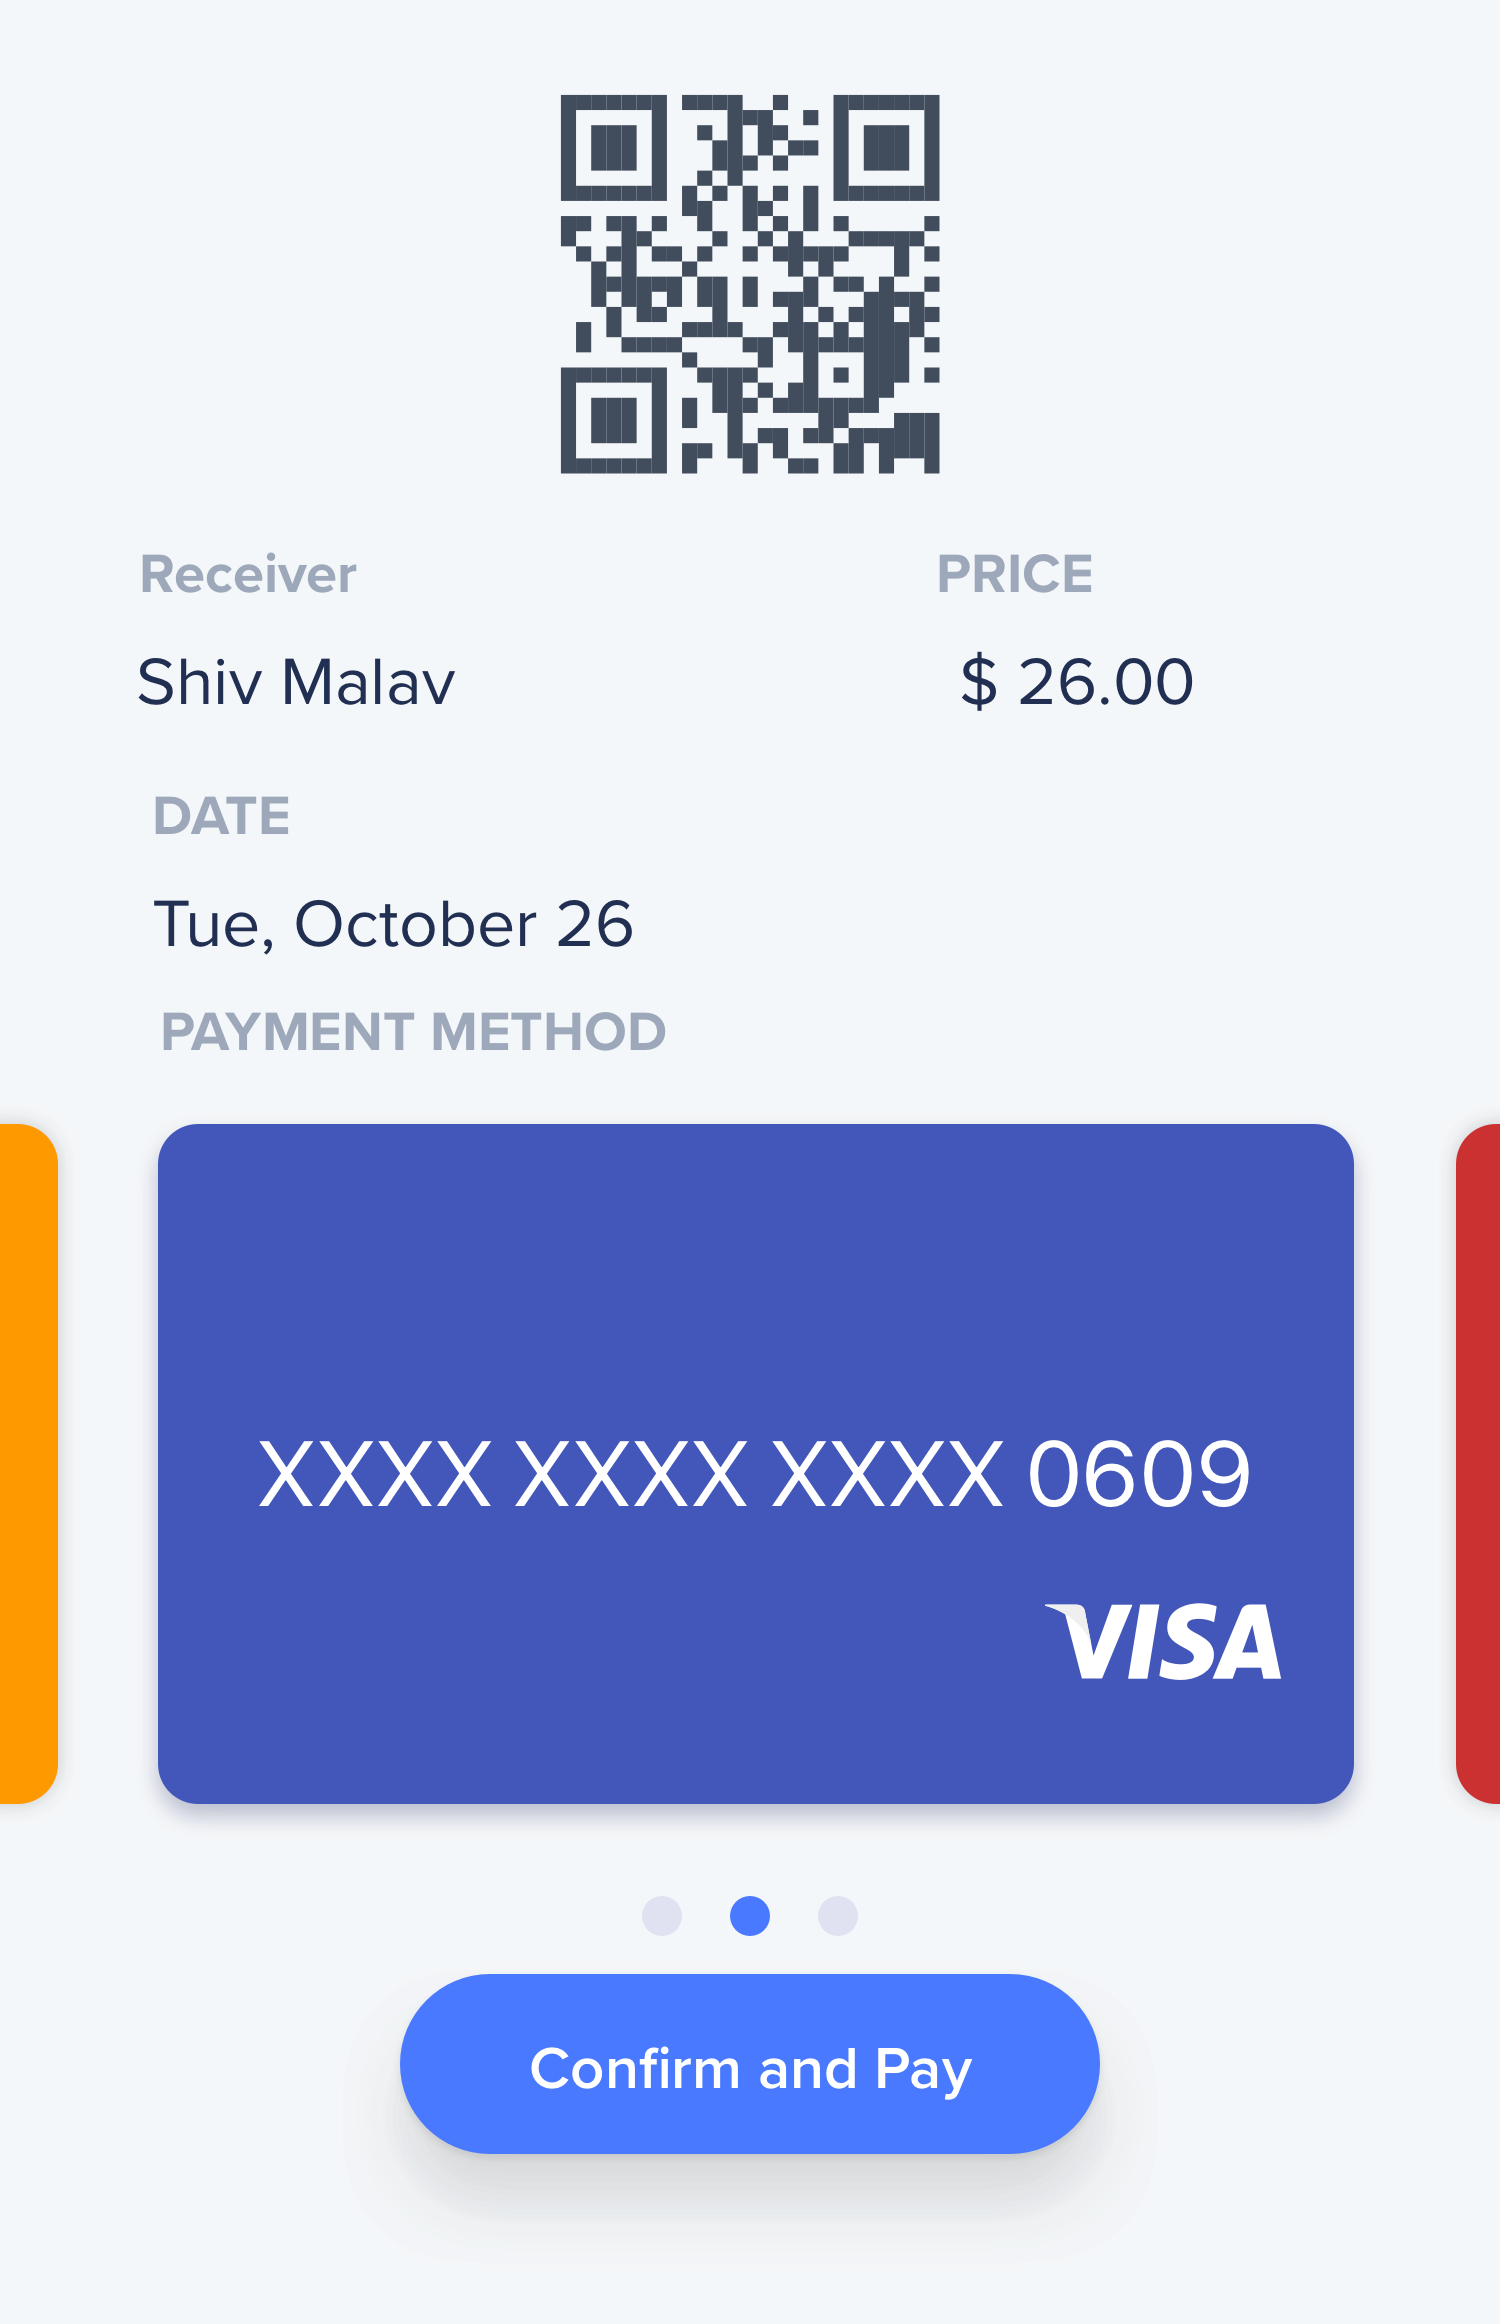 Receiver
PRICE
Shiv Malav
$ 26.00
DATE
Tue, October 26
PAYMENT METHOD
XXXX XXXX XXXX 0609
VISA
Confirm and Pay